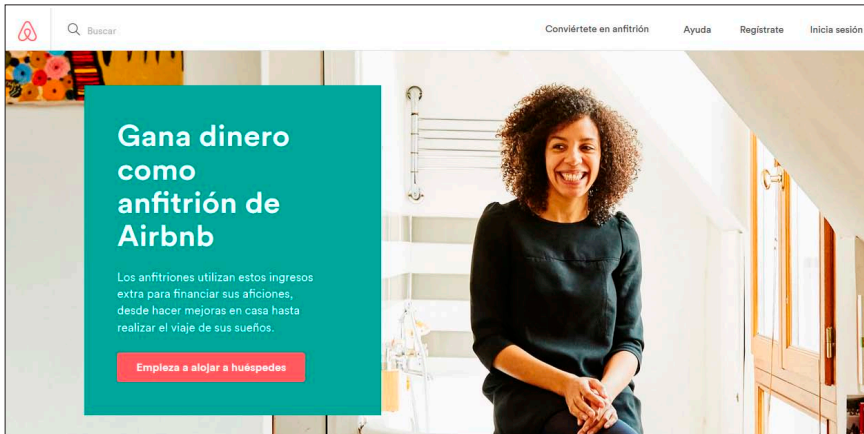 Buscar
Conviértete en anfitrión Ayuda Regístrate Inicia sesión
Gana dinero
como
anfitrión de
Airbnb
Los anfitriones utilizan estos ingresos
extra para financiar sus aficiones,
desde hacer mejoras en casa hasta
realizar el viaje de sus sueños.
Empieza a alojar a huéspedes